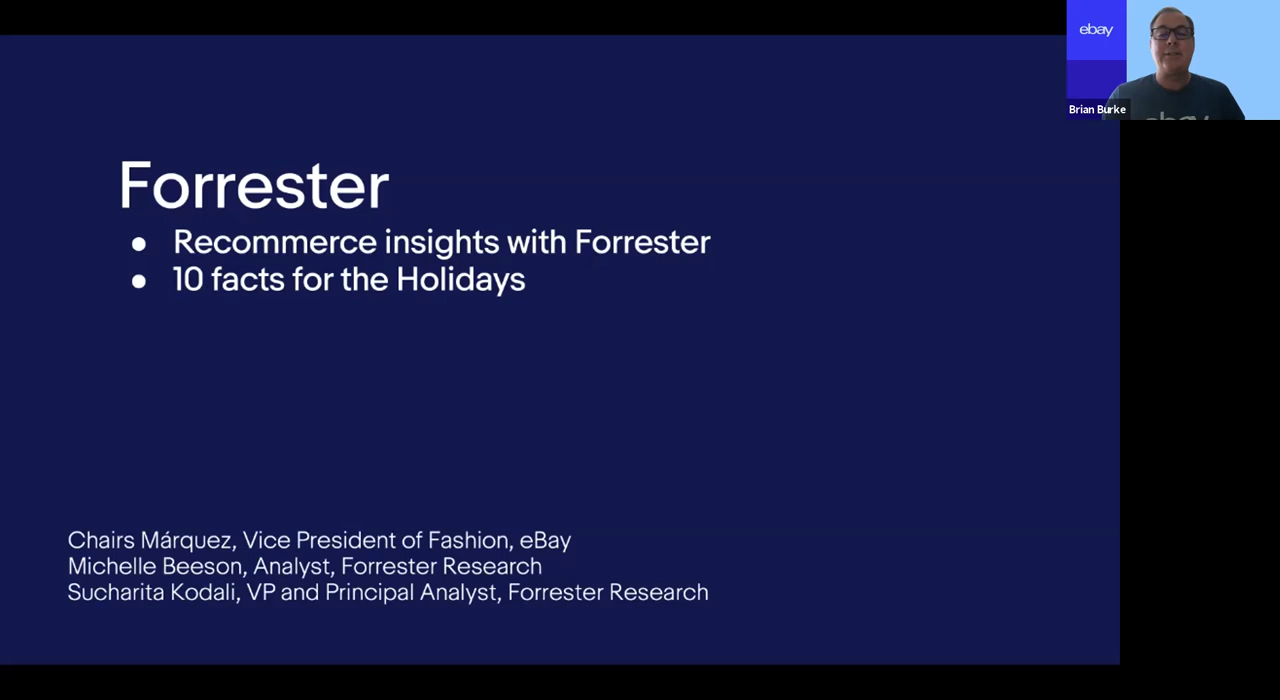 ebay
Brian Burke
ebay
Forrester
● Recommerce insights with Forrester
● 10 facts for the Holidays
Chairs Márquez, Vice President of Fashion, eBay
Michelle Beeson, Analyst, Forrester Research
Sucharita Kodali, VP and Principal Analyst, Forrester Research